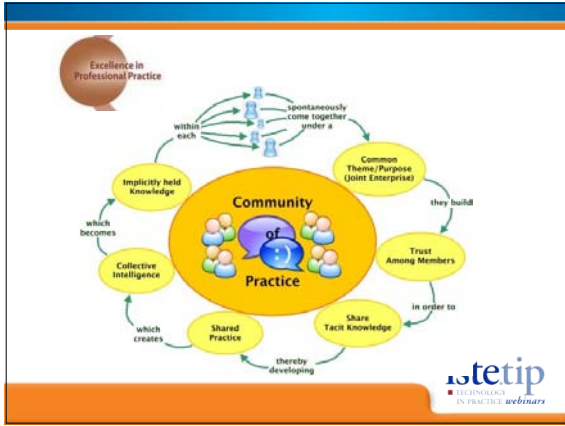 Excellence in
Professional Practice
within
each
spontaneously
come together
under a
Common
Theme/Purpose
(Joint Enterprise)
they build
Trust
Among Members
in order to
Share
Tacit Knowledge
thereby
developing
Shared
Practice
which
creates
Collective
Intelligence
which
becomes
Implicitly held
Knowledge
Community
of
:)
Practice
iste.tip
TECHNOLOGY
IN PRACTICE webinars